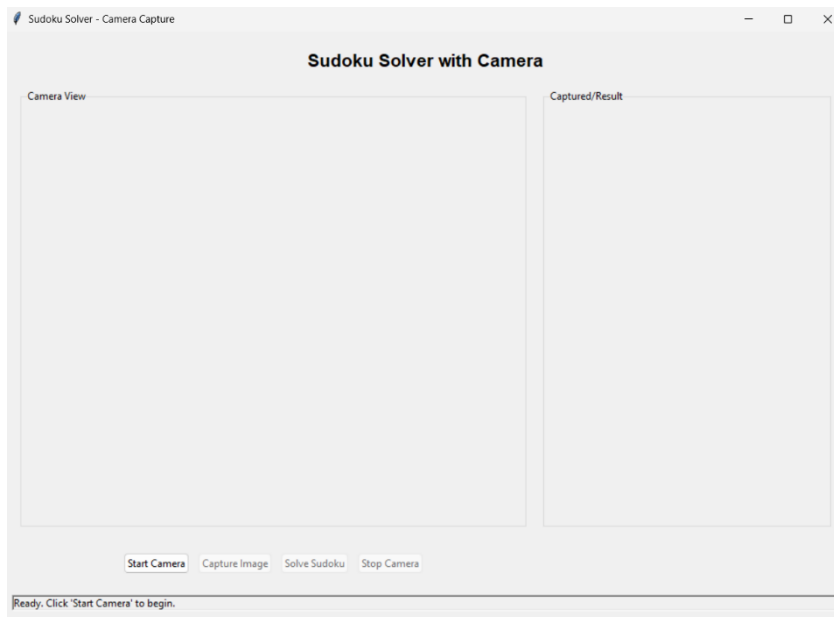 Sudoku Solver - Camera Capture
Sudoku Solver with Camera
Camera View
Captured/Result
Start Camera
Capture Image
Solve Sudoku
Stop Camera
Ready. Click 'Start Camera' to begin.